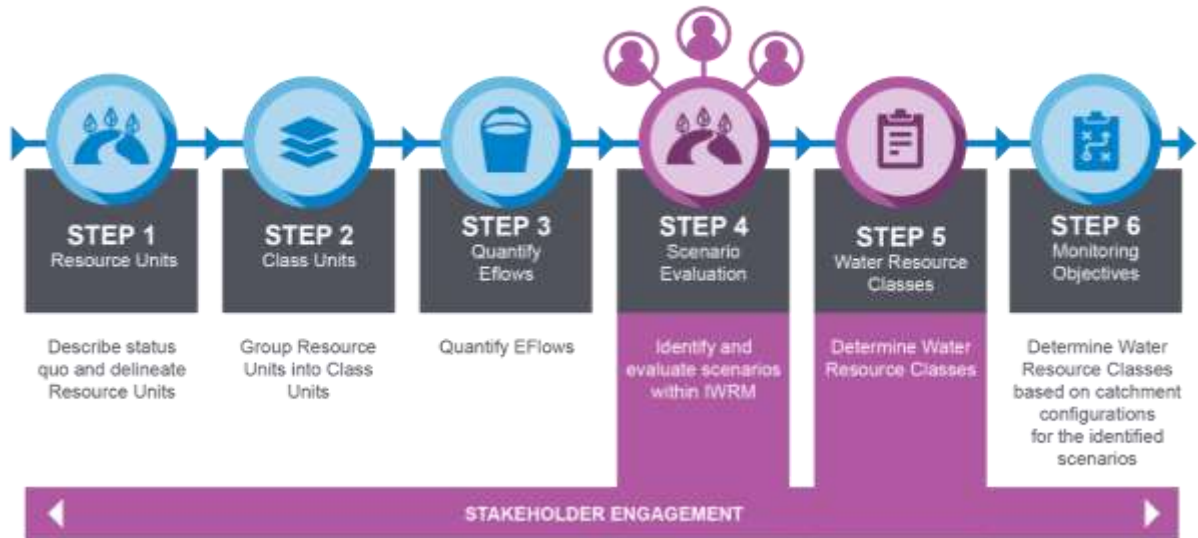 STEP 1
Resource Units
Describe status
quo and delineate
Resource Units
STEP 2
Class Units
Group Resource
Units into Class
Units
STEP 3
Quantify
Eflows
Quantify EFlows
STEP 4
Scenario
Evaluation
Identify and
evaluate scenarios
within IWRM
STEP 5
Water Resource
Classes
Determine Water
Resource Classes
STEP 6
Monitoring
Objectives
Determine Water
Resource Classes
based on catchment
configurations
for the identified
scenarios
STAKEHOLDER ENGAGEMENT